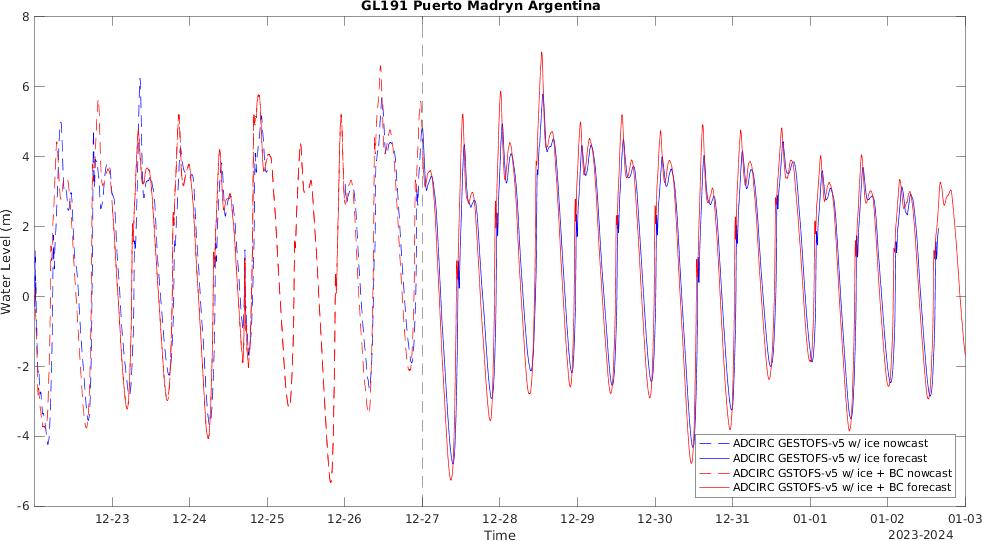 GL191 Puerto Madryn Argentina
8
6
4
2
0
-2
-4
-6
Water Level (m)
ADCIRC GESTOFS-v5 w/ ice nowcast
ADCIRC GESTOFS-v5 w/ ice forecast
ADCIRC GSTOFS-v5 w/ ice + BC nowcast
ADCIRC GSTOFS-v5 w/ ice + BC forecast
12-23 12-24 12-25 12-26 12-27 12-28 12-29 12-30 12-31 01-01 01-02 01-03
Time
2023-2024